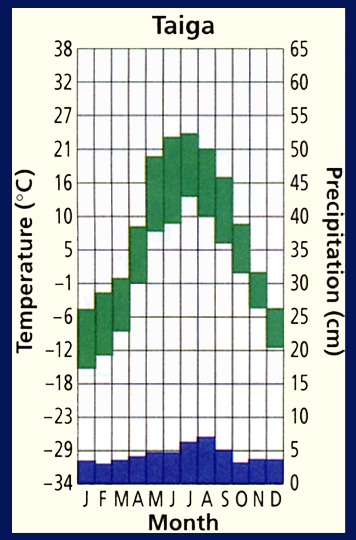 Taiga
38 65
32 60
27 55
21 50
16 45
10 40
5 35
−1 30
−6 25
−12 20
−18 15
−23 10
−29 5
−34 0
Temperature (°C)
Precipitation (cm)
J F M A M J J A S O N D
Month